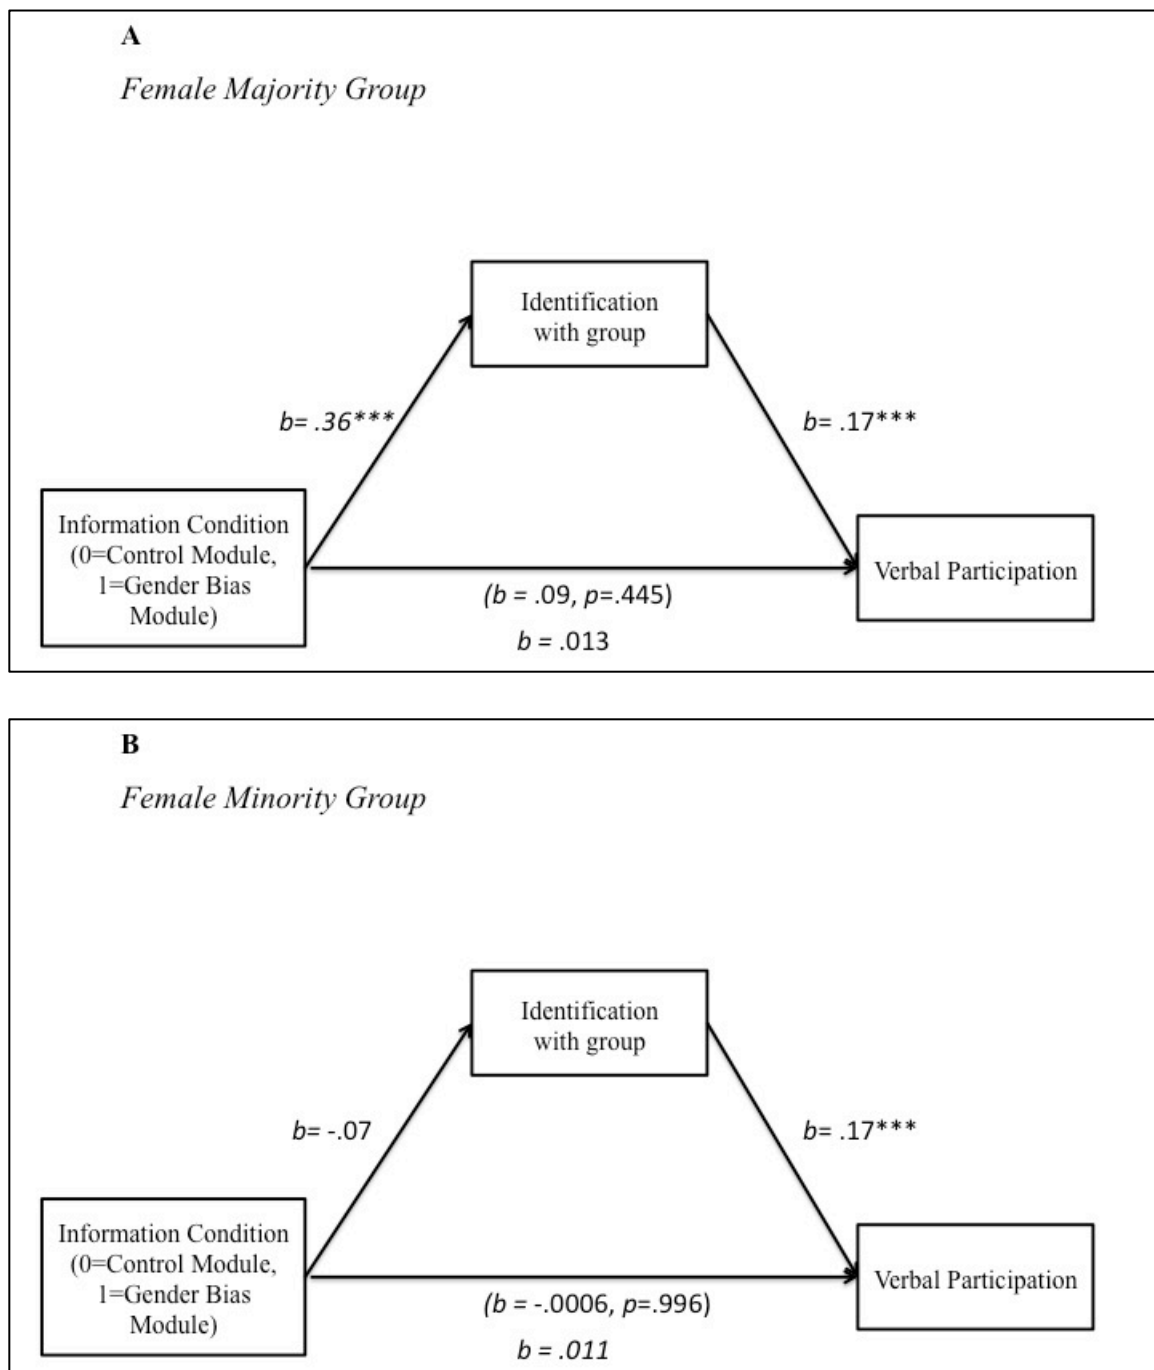 A
Female Majority Group
Identification
with group
b= .36***
b= .17***
Information Condition
(0=Control Module,
1=Gender Bias
Module)
Verbal Participation
(b = .09, p=.445)
b = .013
B
Female Minority Group
Identification
with group
b= -.07
b= .17***
Information Condition
(0=Control Module,
1=Gender Bias
Module)
Verbal Participation
(b = -.0006, p=.996)
b = .011